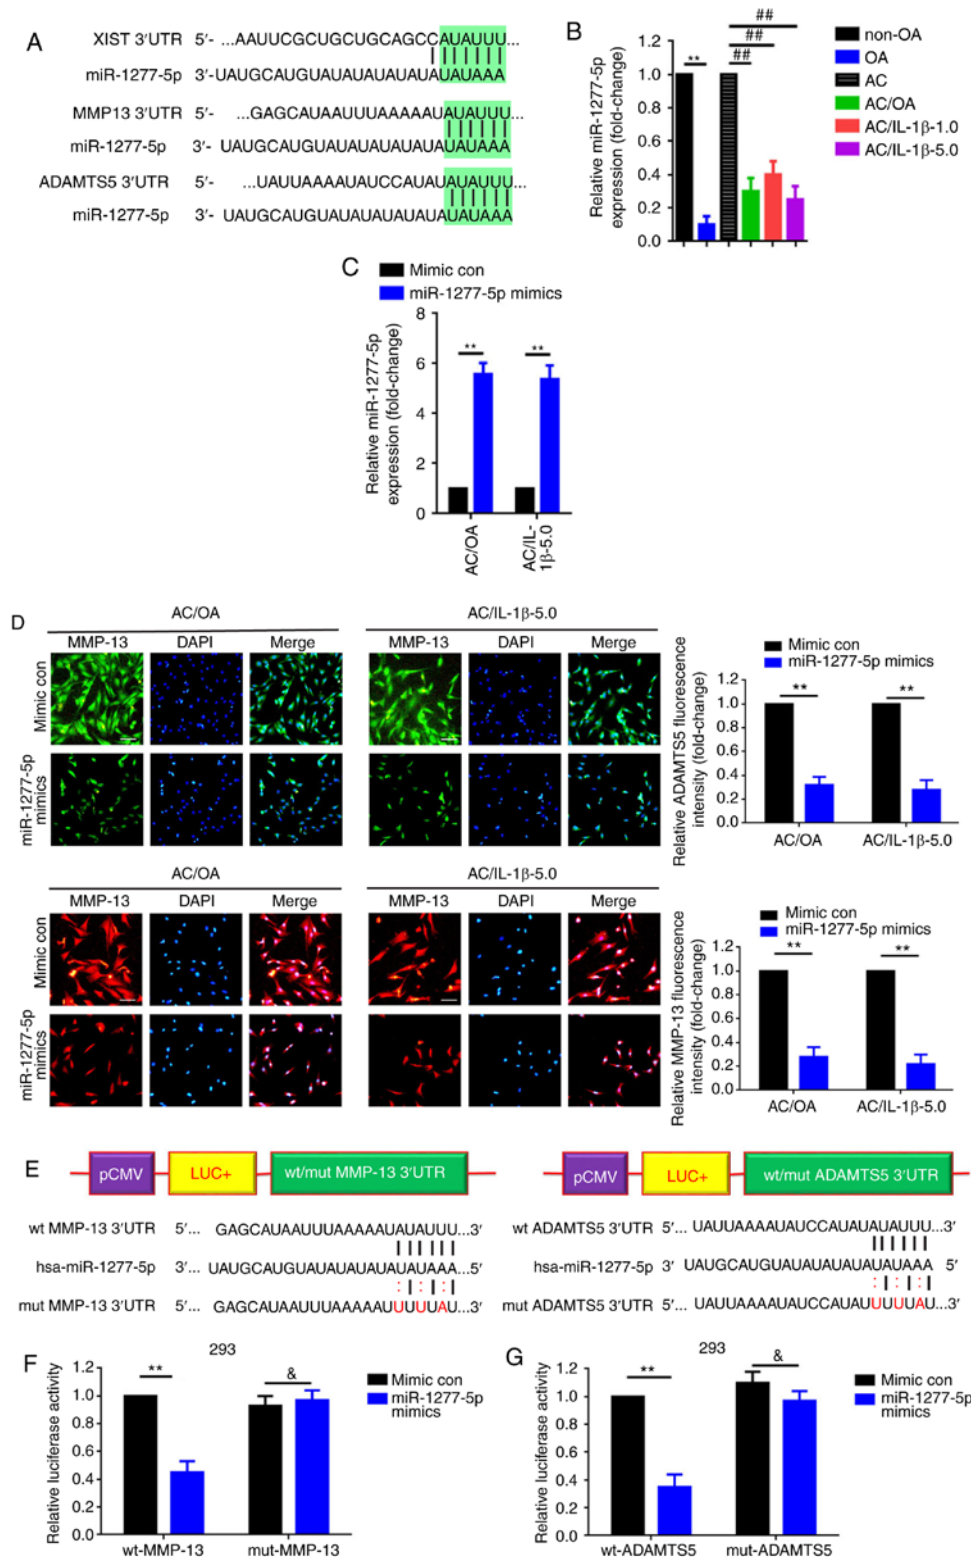 A
XIST 3′UTR 5′- ...AAUUCGCUGCUGCAGCCAUAUUU...
miR-1277-5p 3′-UAUGCAUGUAUAUAUAUAUAUAUAAA
MMP13 3′UTR 5′- ...GAGCAUAAUUUAAAAAUAUAUUU...
miR-1277-5p 3′- UAUGCAUGUAUAUAUAUAUAUAUAAA
ADAMTS5 3′UTR 5′- ...UAUUAAAAUAUCCAUAUAUAUUU...
miR-1277-5p 3′- UAUGCAUGUAUAUAUAUAUAUAUAAA
B
Relative miR-1277-5p
expression (fold-change)
1.2
1.0
0.8
0.6
0.4
0.2
0.0
**
##
##
##
non-OA
OA
AC
AC/OA
AC/IL-1β-1.0
AC/IL-1β-5.0
C
Mimic con
miR-1277-5p mimics
Relative miR-1277-5p
expression (fold-change)
8
6
4
2
0
**
**
AC/OA
AC/IL-
1β-5.0
D
AC/OA
AC/IL-1β-5.0
MMP-13 DAPI Merge
MMP-13 DAPI Merge
Mimic con
miR-1277-5p
mimics
Mimic con
miR-1277-5p mimics
Relative ADAMTS5 fluorescence
intensity (fold-change)
1.2
1.0
0.8
0.6
0.4
0.2
0.0
**
**
AC/OA AC/IL-1β-5.0
AC/OA
AC/IL-1β-5.0
MMP-13 DAPI Merge
MMP-13 DAPI Merge
Mimic con
miR-1277-5p
mimics
Mimic con
miR-1277-5p mimics
Relative MMP-13 fluorescence
intensity (fold-change)
1.2
1.0
0.8
0.6
0.4
0.2
0.0
**
**
AC/OA AC/IL-1β-5.0
E
pCMV LUC+ wt/mut MMP-13 3′UTR
wt MMP-13 3′UTR 5′... GAGCAUAAUUUAAAAAUAUAUUU...3′
hsa-miR-1277-5p 3′... UAUGCAUGUAUAUAUAUAUAUAUAAA...5′
mut MMP-13 3′UTR 5′... GAGCAUAAUUUAAAAAUUUUUAU...3′
pCMV LUC+ wt/mut ADAMTS5 3′UTR
wt ADAMTS5 3′UTR 5′... UAUUAAAAUAUCCAUAUAUAUUU...3′
hsa-miR-1277-5p 3′... UAUGCAUGUAUAUAUAUAUAUAUAAA 5′
mut ADAMTS5 3′UTR 5′... UAUUAAAAUAUCCAUAUUUUUAU...3′
F
293
Relative luciferase activity
1.2
1.0
0.8
0.6
0.4
0.2
0.0
**
&
Mimic con
miR-1277-5p
mimics
wt-MMP-13 mut-MMP-13
G
293
Relative luciferase activity
1.2
1.0
0.8
0.6
0.4
0.2
0.0
**
&
Mimic con
miR-1277-5p
mimics
wt-ADAMTS5 mut-ADAMTS5